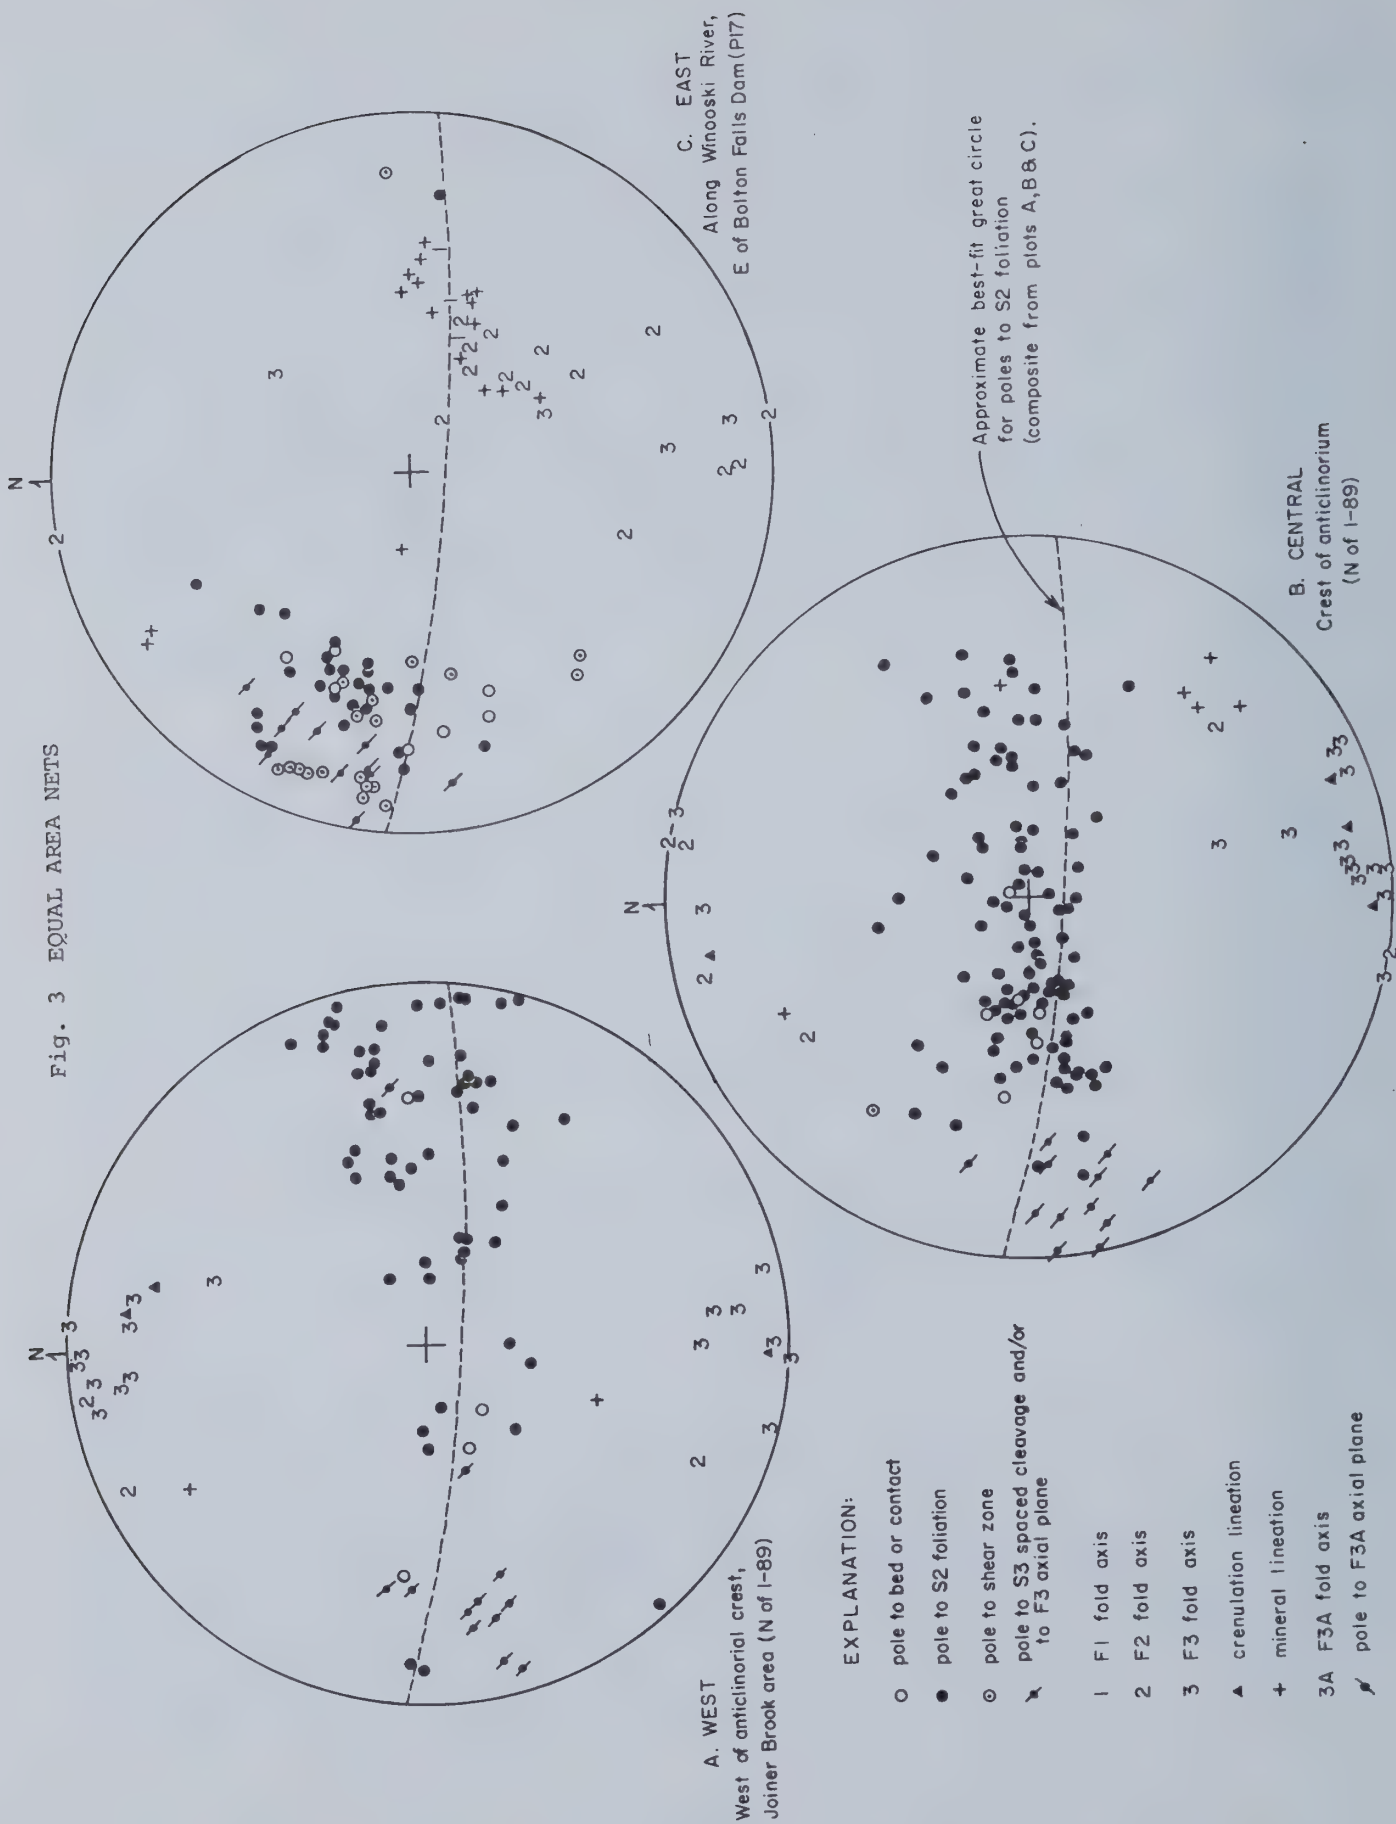 Fig. 3 EQUAL AREA NETS
N
A. WEST
West of anticlinorial crest,
Joiner Brook area (N of I-89)
N
C. EAST
Along Winooski River,
E of Bolton Falls Dam (P17)
N
B. CENTRAL
Crest of anticlinorium
(N of I-89)
Approximate best-fit great circle
for poles to S2 foliation
(composite from plots A, B & C).
EXPLANATION:
pole to bed or contact
pole to S2 foliation
pole to shear zone
pole to S3 spaced cleavage and/or
to F3 axial plane
1 F1 fold axis
2 F2 fold axis
3 F3 fold axis
crenulation lineation
+ mineral lineation
3A F3A fold axis
pole to F3A axial plane